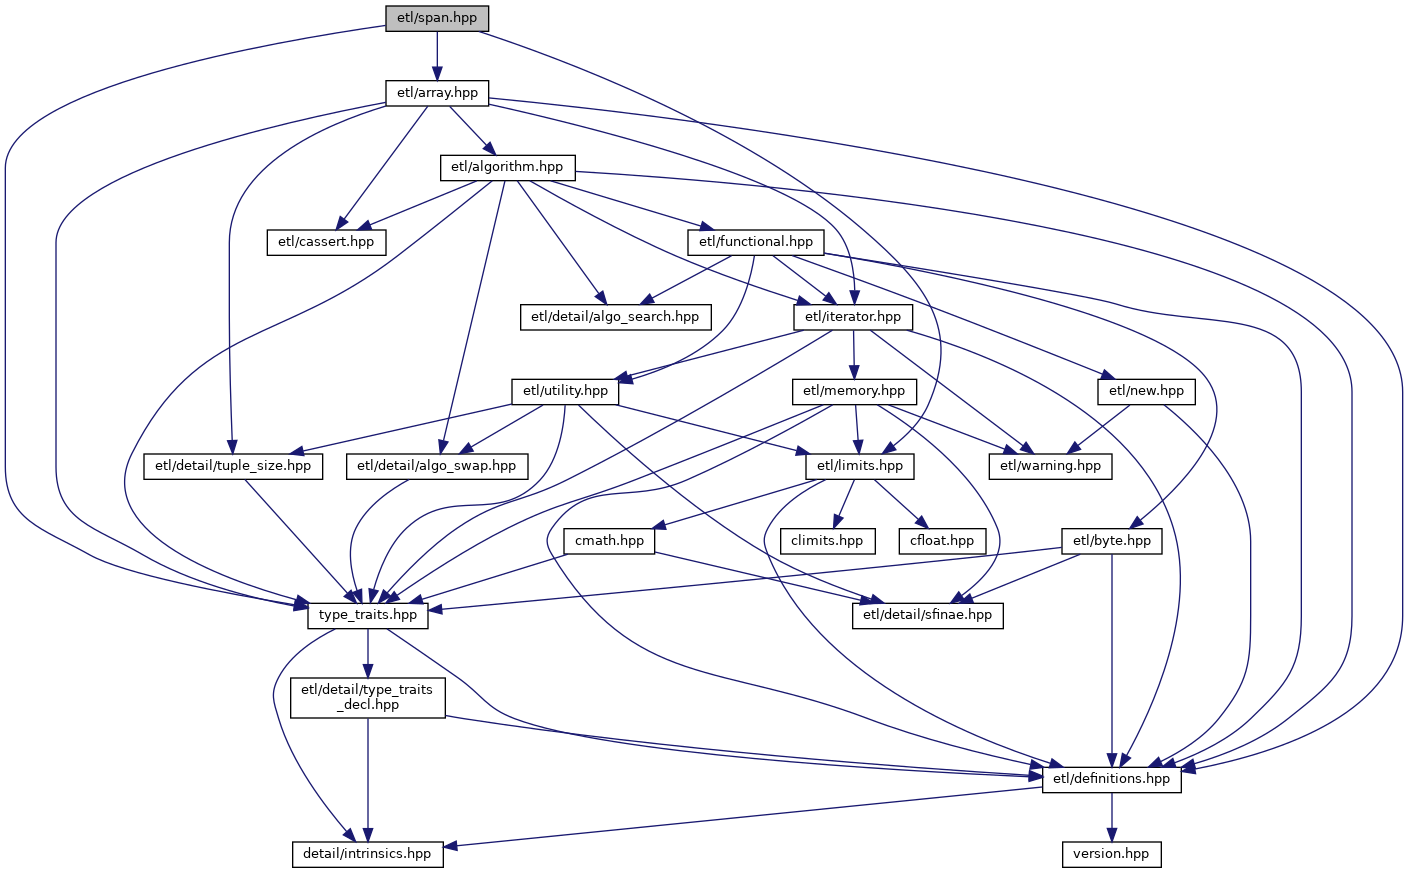 etl/span.hpp
etl/array.hpp
etl/algorithm.hpp
etl/cassert.hpp
etl/functional.hpp
etl/detail/algo_search.hpp
etl/iterator.hpp
etl/utility.hpp
etl/memory.hpp
etl/new.hpp
etl/detail/tuple_size.hpp
etl/detail/algo_swap.hpp
etl/limits.hpp
etl/warning.hpp
cmath.hpp
climits.hpp
cfloat.hpp
etl/byte.hpp
type_traits.hpp
etl/detail/sfinae.hpp
etl/detail/type_traits
_decl.hpp
etl/definitions.hpp
detail/intrinsics.hpp
version.hpp